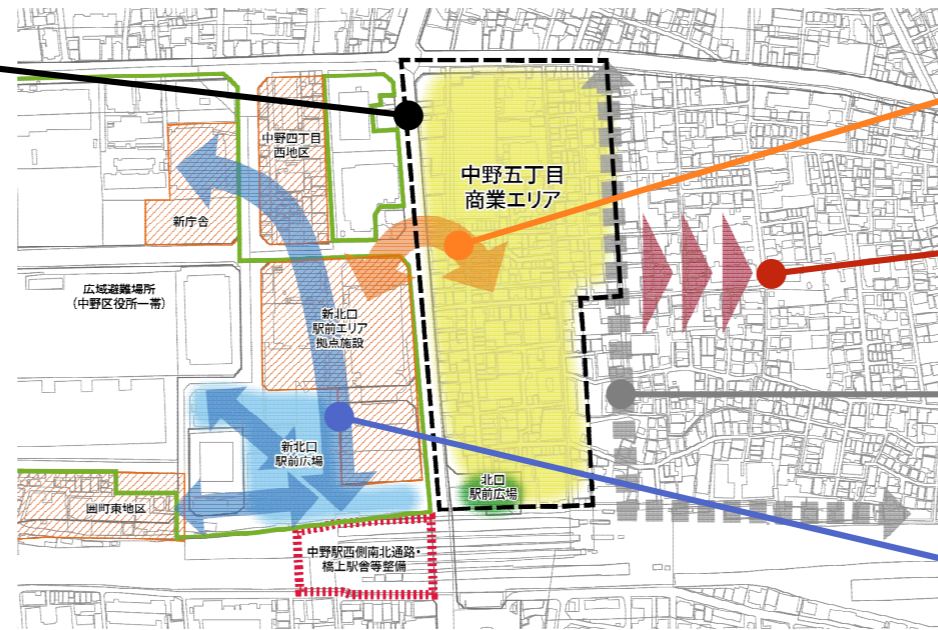 中野四丁目
西地区
中野五丁目
商業エリア
新庁舎
広域避難場所
（中野区役所一帯）
新北口
駅前エリア
拠点施設
新北口
駅前広場
北口
駅前広場
囲町東地区
中野駅西側南北通路・
橋上駅舎等整備